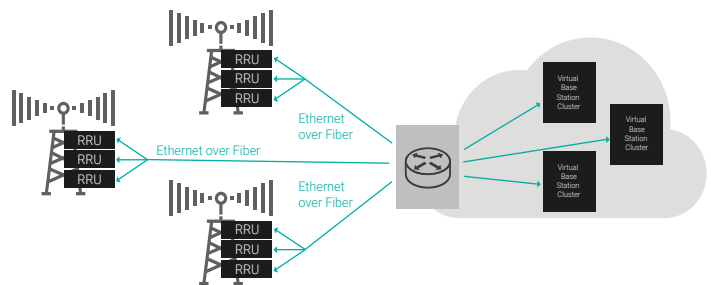 RRU
RRU
RRU
Ethernet
over Fiber
RRU
RRU
RRU
Ethernet over Fiber
RRU
RRU
RRU
Ethernet
over Fiber
Virtual
Base
Station
Cluster
Virtual
Base
Station
Cluster
Virtual
Base
Station
Cluster